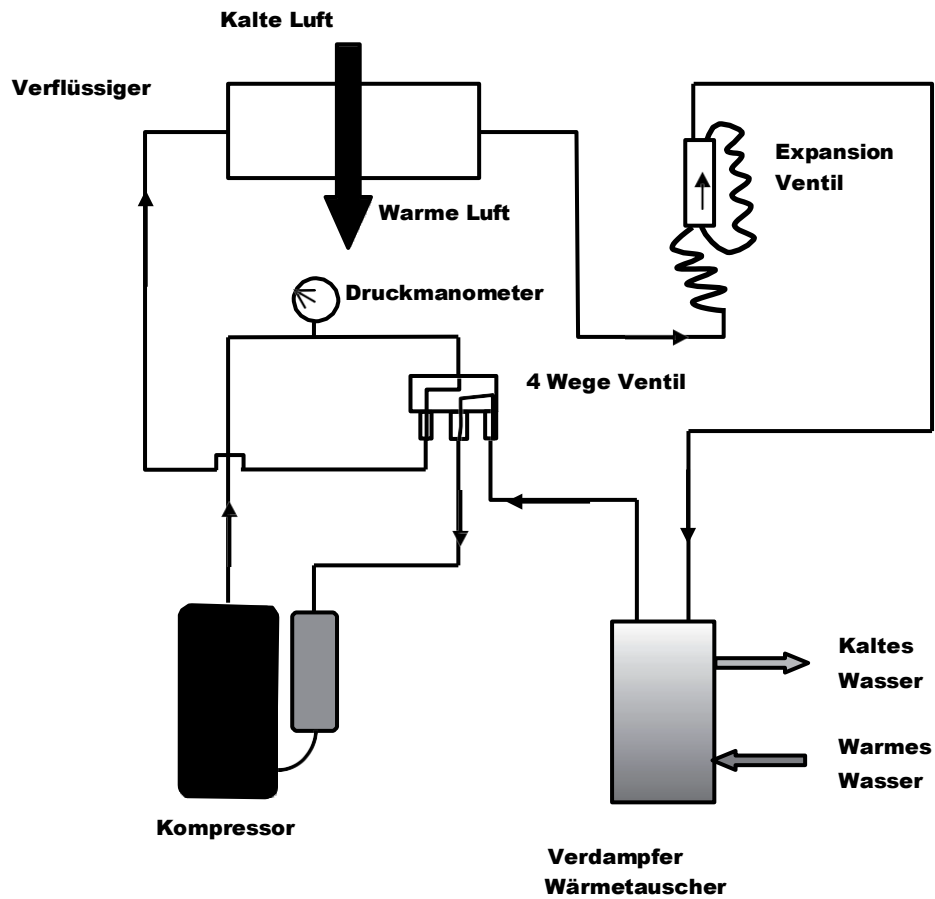 Kalte Luft
Verflüssiger
Expansion
Ventil
Warme Luft
Druckmanometer
4 Wege Ventil
Kaltes
Wasser
Warmes
Wasser
Kompressor
Verdampfer
Wärmetauscher